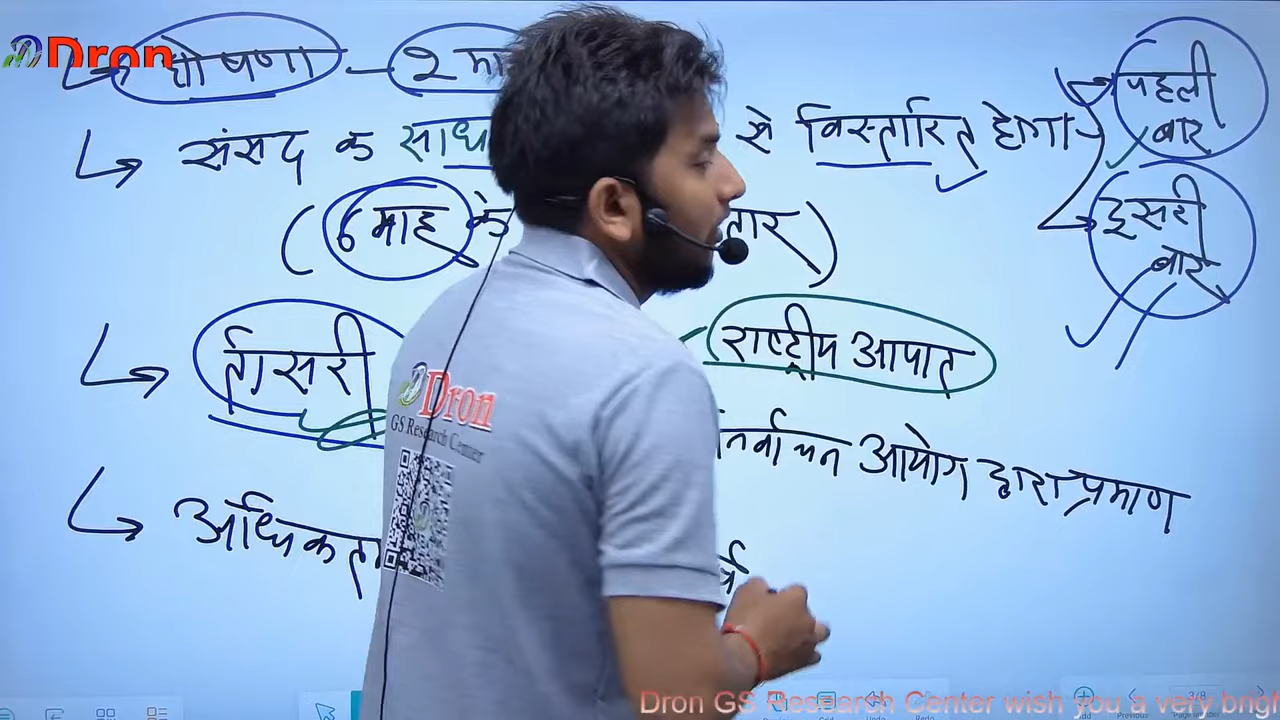 Dron घोषणा - 2 मा
संसद के साध से विस्तारित होगा
पहली
बार
( 6 माह के तार )
दुसरी
बार
तीसरी राष्ट्रीय आपात
निर्वाचन आयोग द्वारा प्रमाण
अधिकत
Dron
GS Research Center
Dron GS Research Center wish you a very brigh